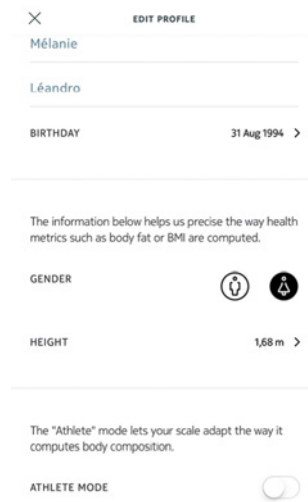 EDIT PROFILE
Mélanie
Léandro
BIRTHDAY 31 Aug 1994
The information below helps us precise the way health
metrics such as body fat or BMI are computed.
GENDER
HEIGHT 1,68 m
The "Athlete" mode lets your scale adapt the way it
computes body composition.
ATHLETE MODE